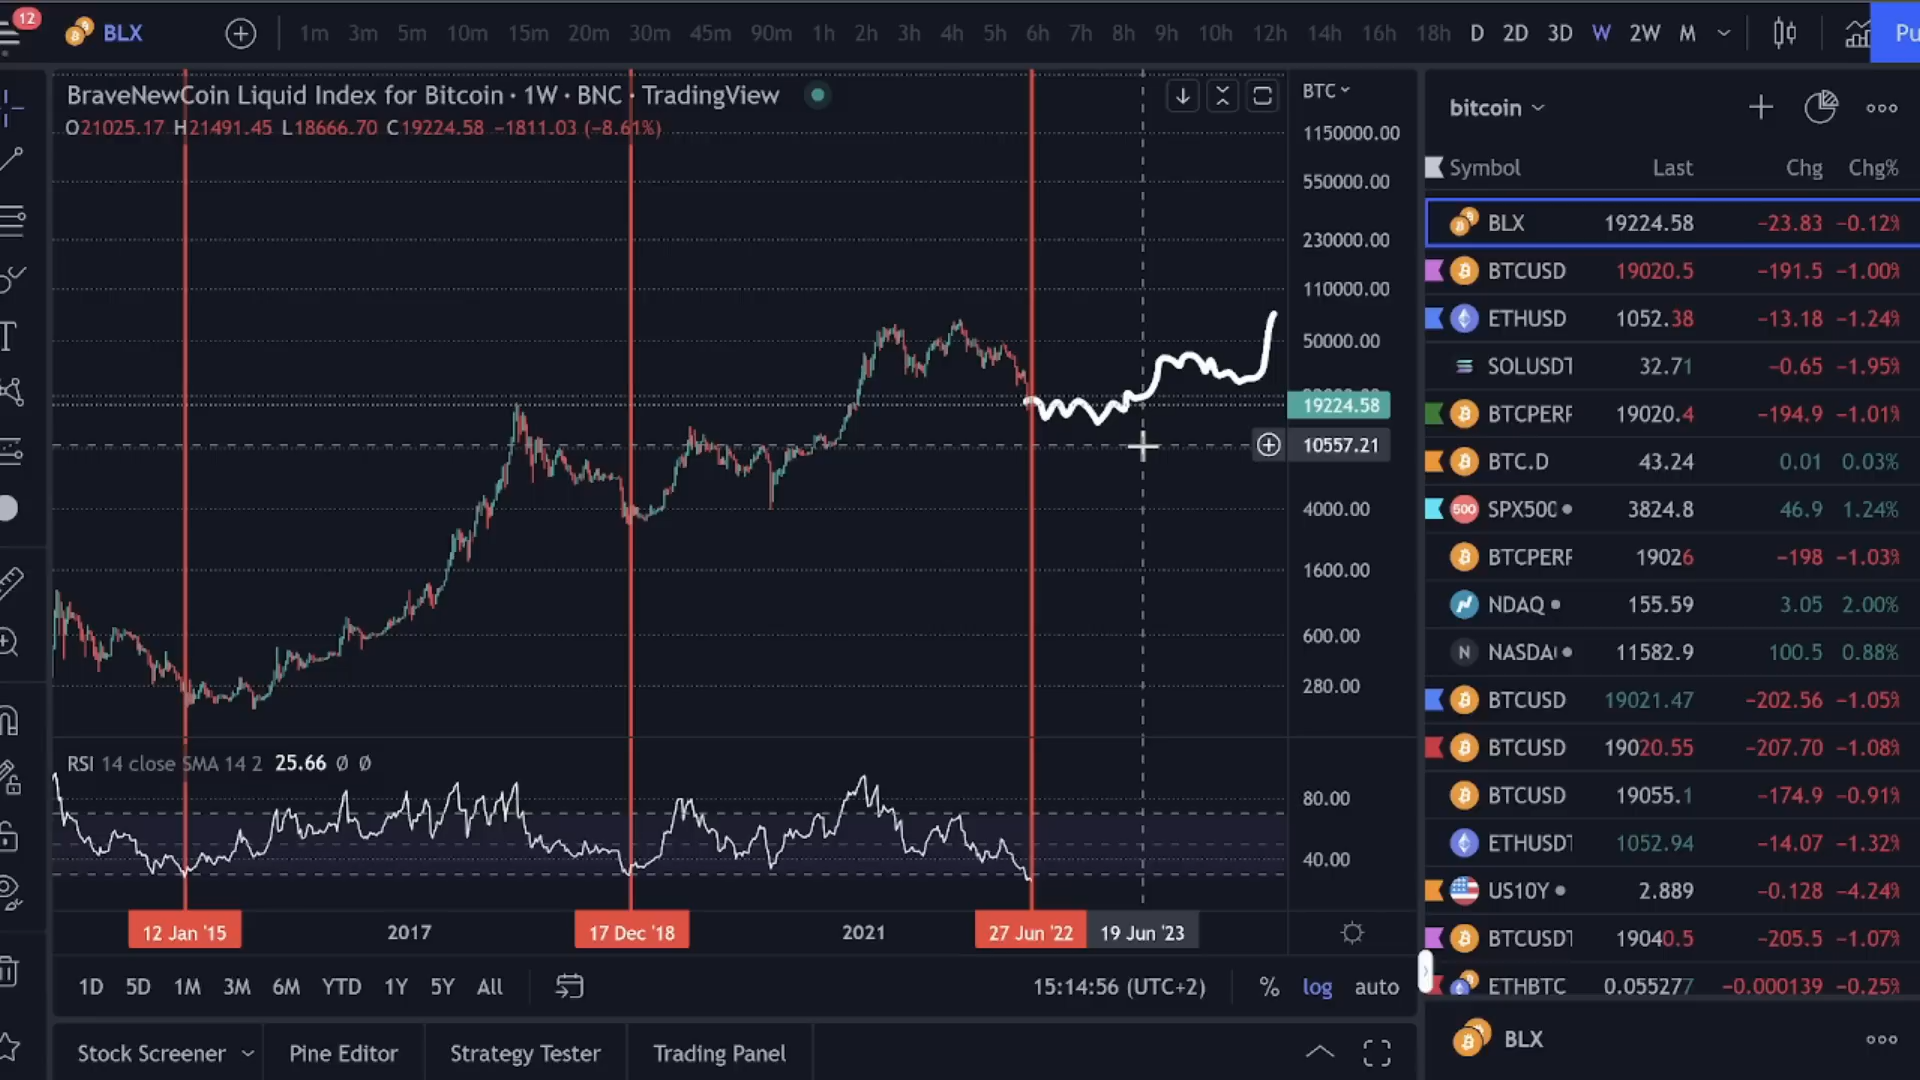 12
BLX
1m 3m 5m 10m 15m 20m 30m 45m 90m 1h 2h 3h 4h 5h 6h 7h 8h 9h 10h 12h 14h 16h 18h D 2D 3D W 2W M
Pu
BraveNewCoin Liquid Index for Bitcoin · 1W · BNC · TradingView
O21025.17 H21491.45 L18666.70 C19224.58 −1811.03 (−8.61%)
BTC
1150000.00
550000.00
230000.00
110000.00
50000.00
19224.58
10557.21
4000.00
1600.00
600.00
280.00
RSI 14 close SMA 14 2 25.66 Ø Ø
80.00
40.00
12 Jan '15
2017
17 Dec '18
2021
27 Jun '22
19 Jun '23
1D 5D 1M 3M 6M YTD 1Y 5Y All
15:14:56 (UTC+2)
% log auto
Stock Screener
Pine Editor
Strategy Tester
Trading Panel
bitcoin
Symbol Last Chg Chg%
BLX 19224.58 −23.83 −0.12%
BTCUSD 19020.5 −191.5 −1.00%
ETHUSD 1052.38 −13.18 −1.24%
SOLUSDT 32.71 −0.65 −1.95%
BTCPERF 19020.4 −194.9 −1.01%
BTC.D 43.24 0.01 0.03%
500 SPX500 3824.8 46.9 1.24%
BTCPERF 19026 −198 −1.03%
NDAQ 155.59 3.05 2.00%
N NASDA 11582.9 100.5 0.88%
BTCUSD 19021.47 −202.56 −1.05%
BTCUSD 19020.55 −207.70 −1.08%
BTCUSD 19055.1 −174.9 −0.91%
ETHUSDT 1052.94 −14.07 −1.32%
US10Y 2.889 −0.128 −4.24%
BTCUSDT 19040.5 −205.5 −1.07%
ETHBTC 0.055277 −0.000139 −0.25%
BLX